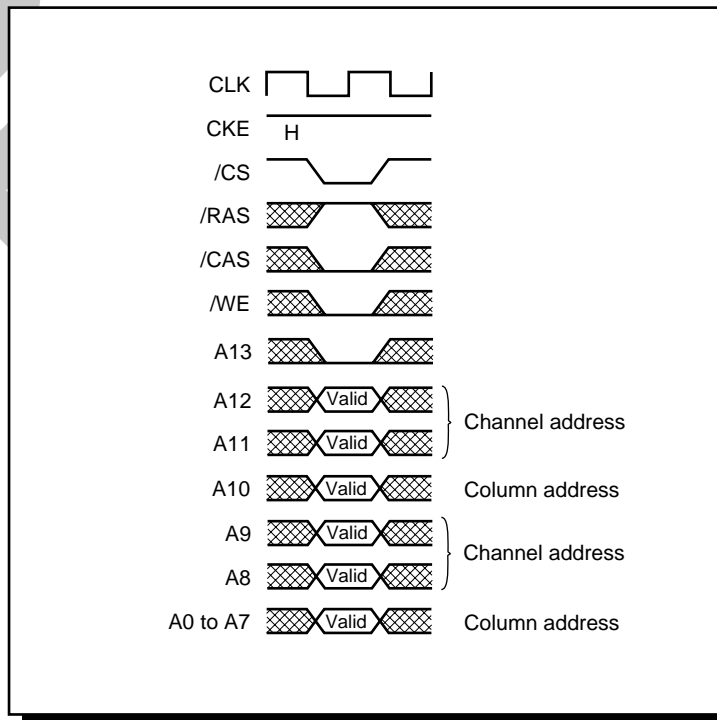 CLK
CKE H
/CS
/RAS
/CAS
/WE
A13
A12 Valid
Channel address
A11 Valid
A10 Valid Column address
A9 Valid
Channel address
A8 Valid
A0 to A7 Valid Column address